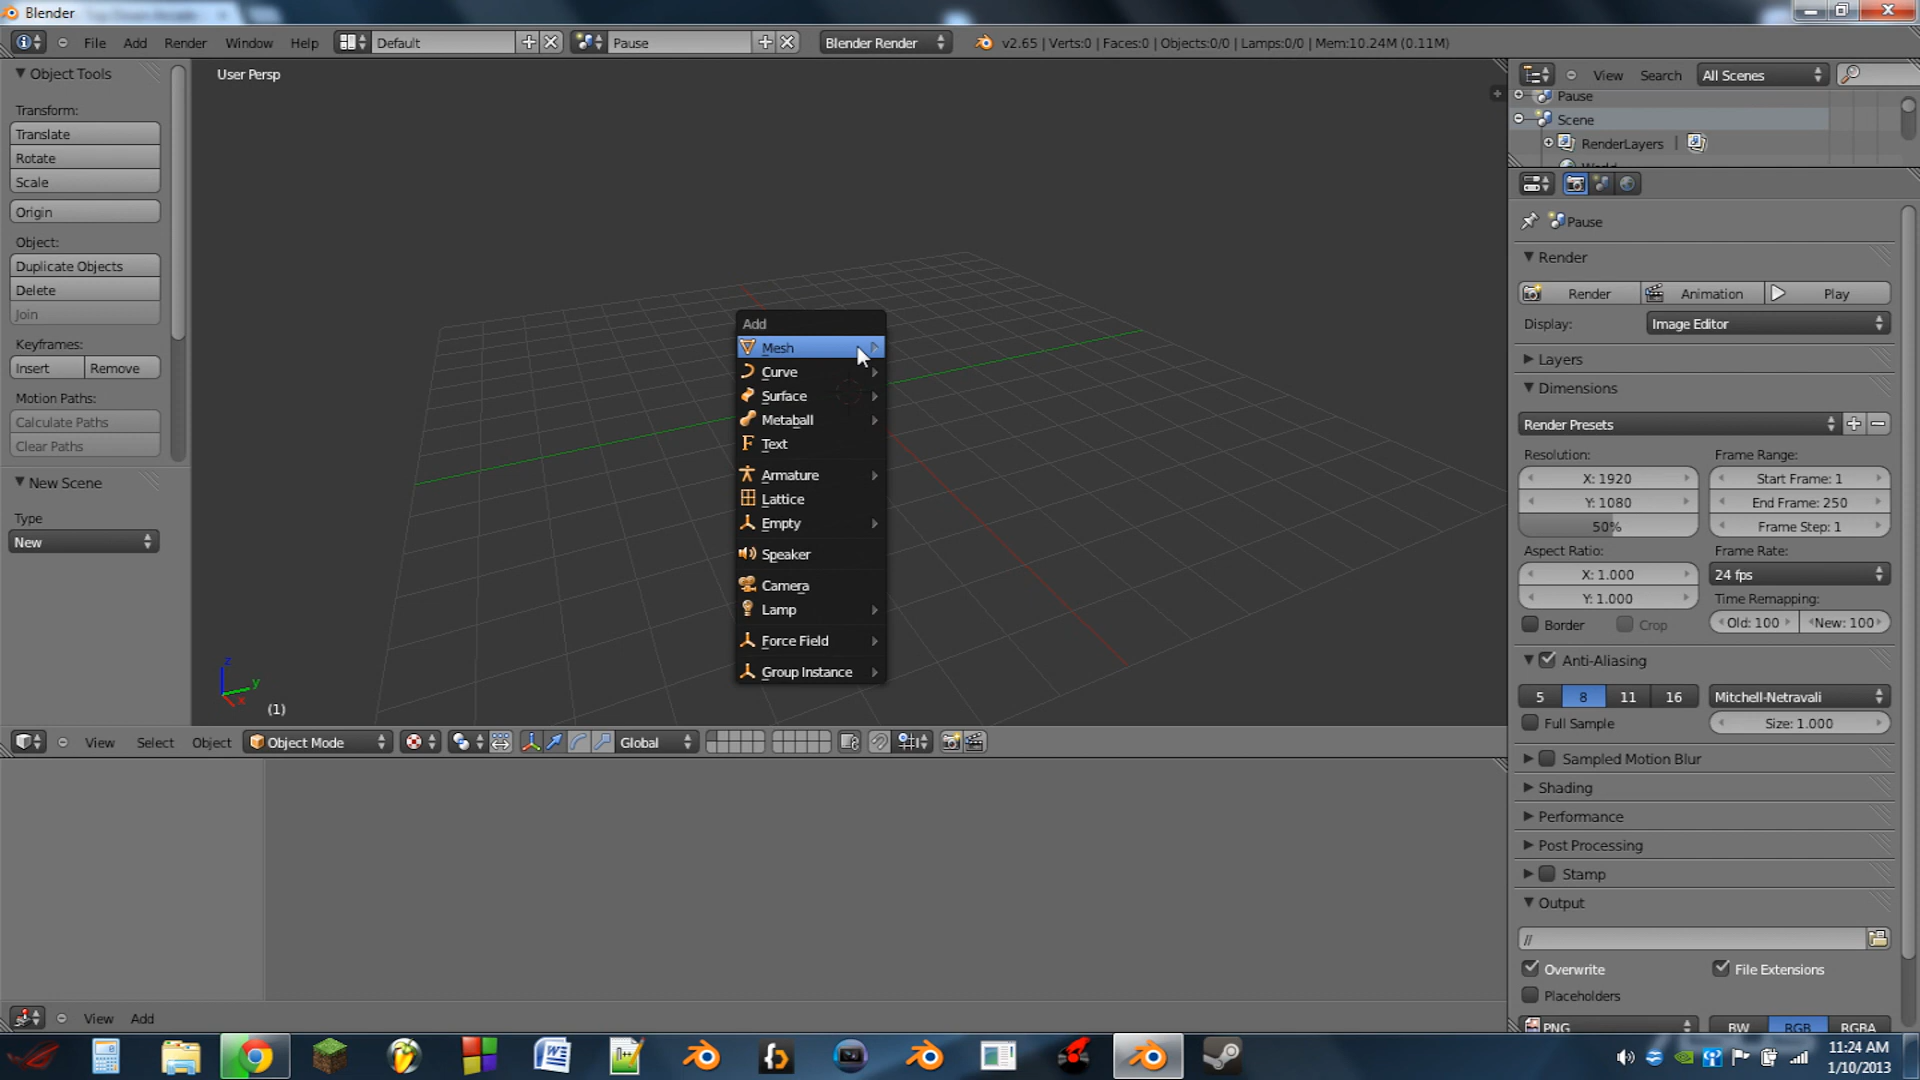 Blender
File Add Render Window Help Default Pause Blender Render v2.65 | Verts:0 | Faces:0 | Objects:0/0 | Lamps:0/0 | Mem:10.24M (0.11M)
Object Tools
Transform:
Translate
Rotate
Scale
Origin
Object:
Duplicate Objects
Delete
Join
Keyframes:
Insert Remove
Motion Paths:
Calculate Paths
Clear Paths
New Scene
Type
New
User Persp
Add
Mesh
Curve
Surface
Metaball
Text
Armature
Lattice
Empty
Speaker
Camera
Lamp
Force Field
Group Instance
z
y
x
(1)
View Select Object Object Mode Global
View Add
View Search All Scenes
Pause
Scene
RenderLayers |
World
Pause
Render
Render Animation Play
Display: Image Editor
Layers
Dimensions
Render Presets
Resolution: Frame Range:
X: 1920 Start Frame: 1
Y: 1080 End Frame: 250
50% Frame Step: 1
Aspect Ratio: Frame Rate:
X: 1.000 24 fps
Y: 1.000 Time Remapping:
Border Crop Old: 100 New: 100
Anti-Aliasing
5 8 11 16 Mitchell-Netravali
Full Sample Size: 1.000
Sampled Motion Blur
Shading
Performance
Post Processing
Stamp
Output
//
Overwrite File Extensions
Placeholders
PNG BW RGB RGBA
11:24 AM
1/10/2013